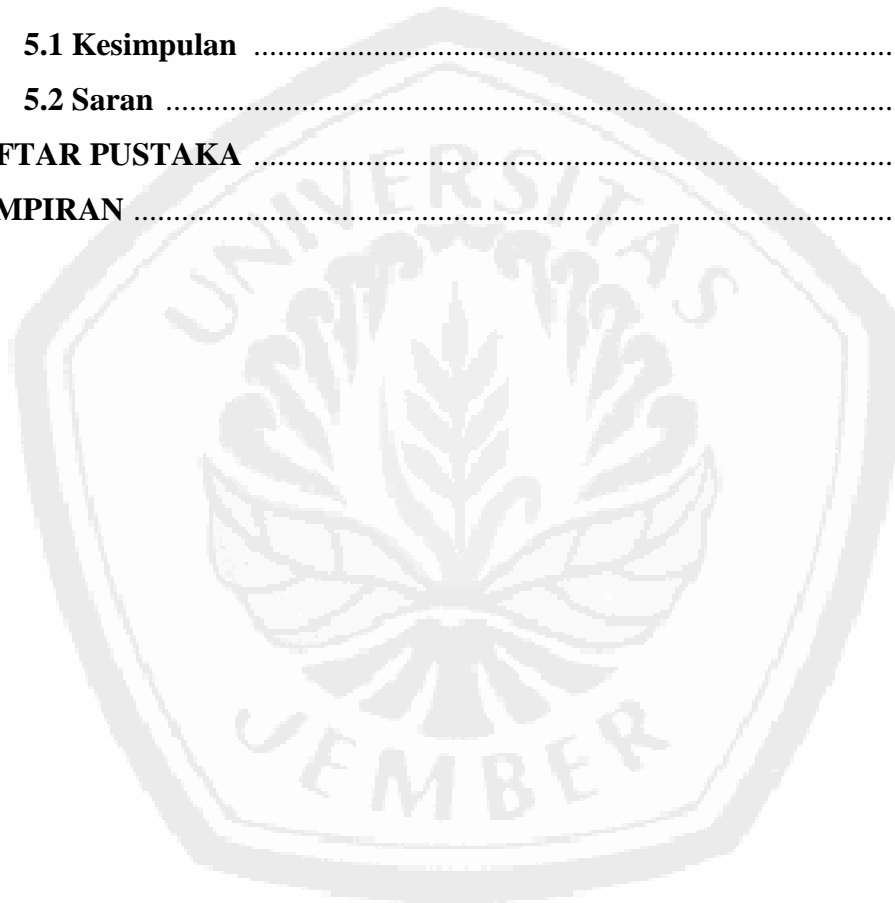 5.1 Kesimpulan ................................................................................
5.2 Saran ...........................................................................................
FTAR PUSTAKA ................................................................................
MPIRAN ...............................................................................................
UNIVERSITAS
JEMBER